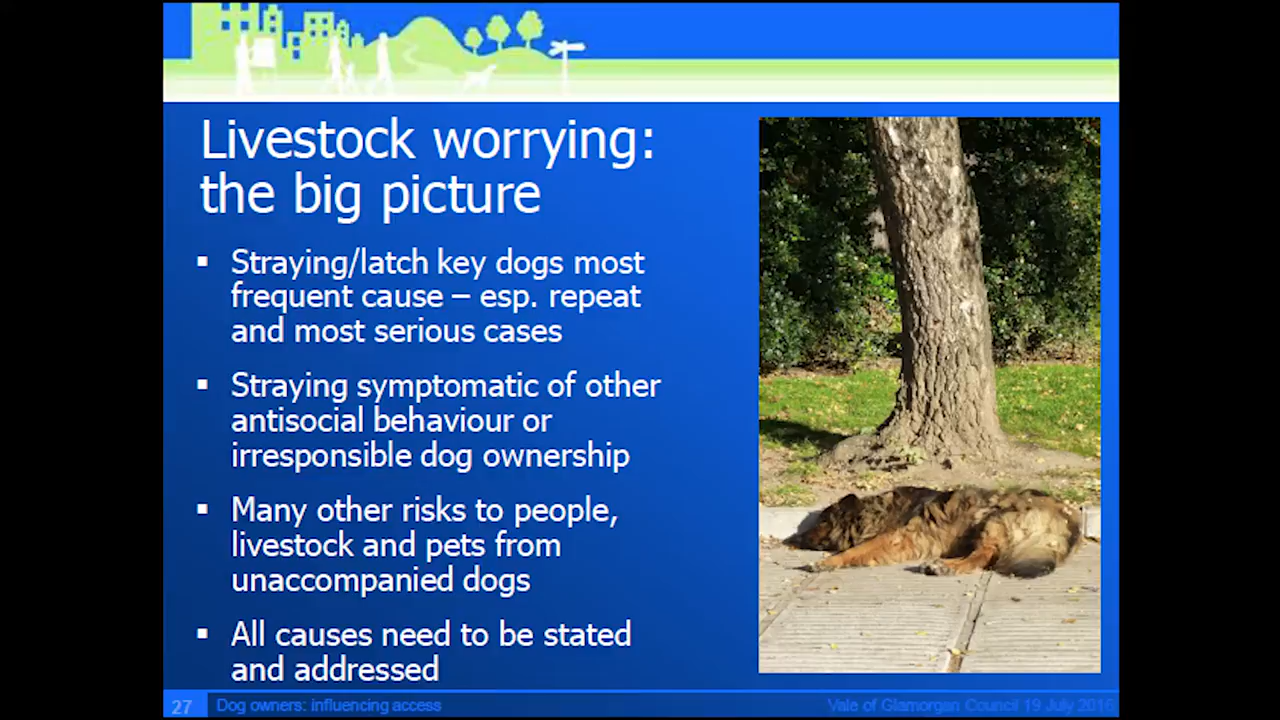 Livestock worrying:
the big picture
▪ Straying/latch key dogs most
frequent cause – esp. repeat
and most serious cases
▪ Straying symptomatic of other
antisocial behaviour or
irresponsible dog ownership
▪ Many other risks to people,
livestock and pets from
unaccompanied dogs
▪ All causes need to be stated
and addressed
27 Dog owners: influencing access Vale of Glamorgan Council 19 July 2016